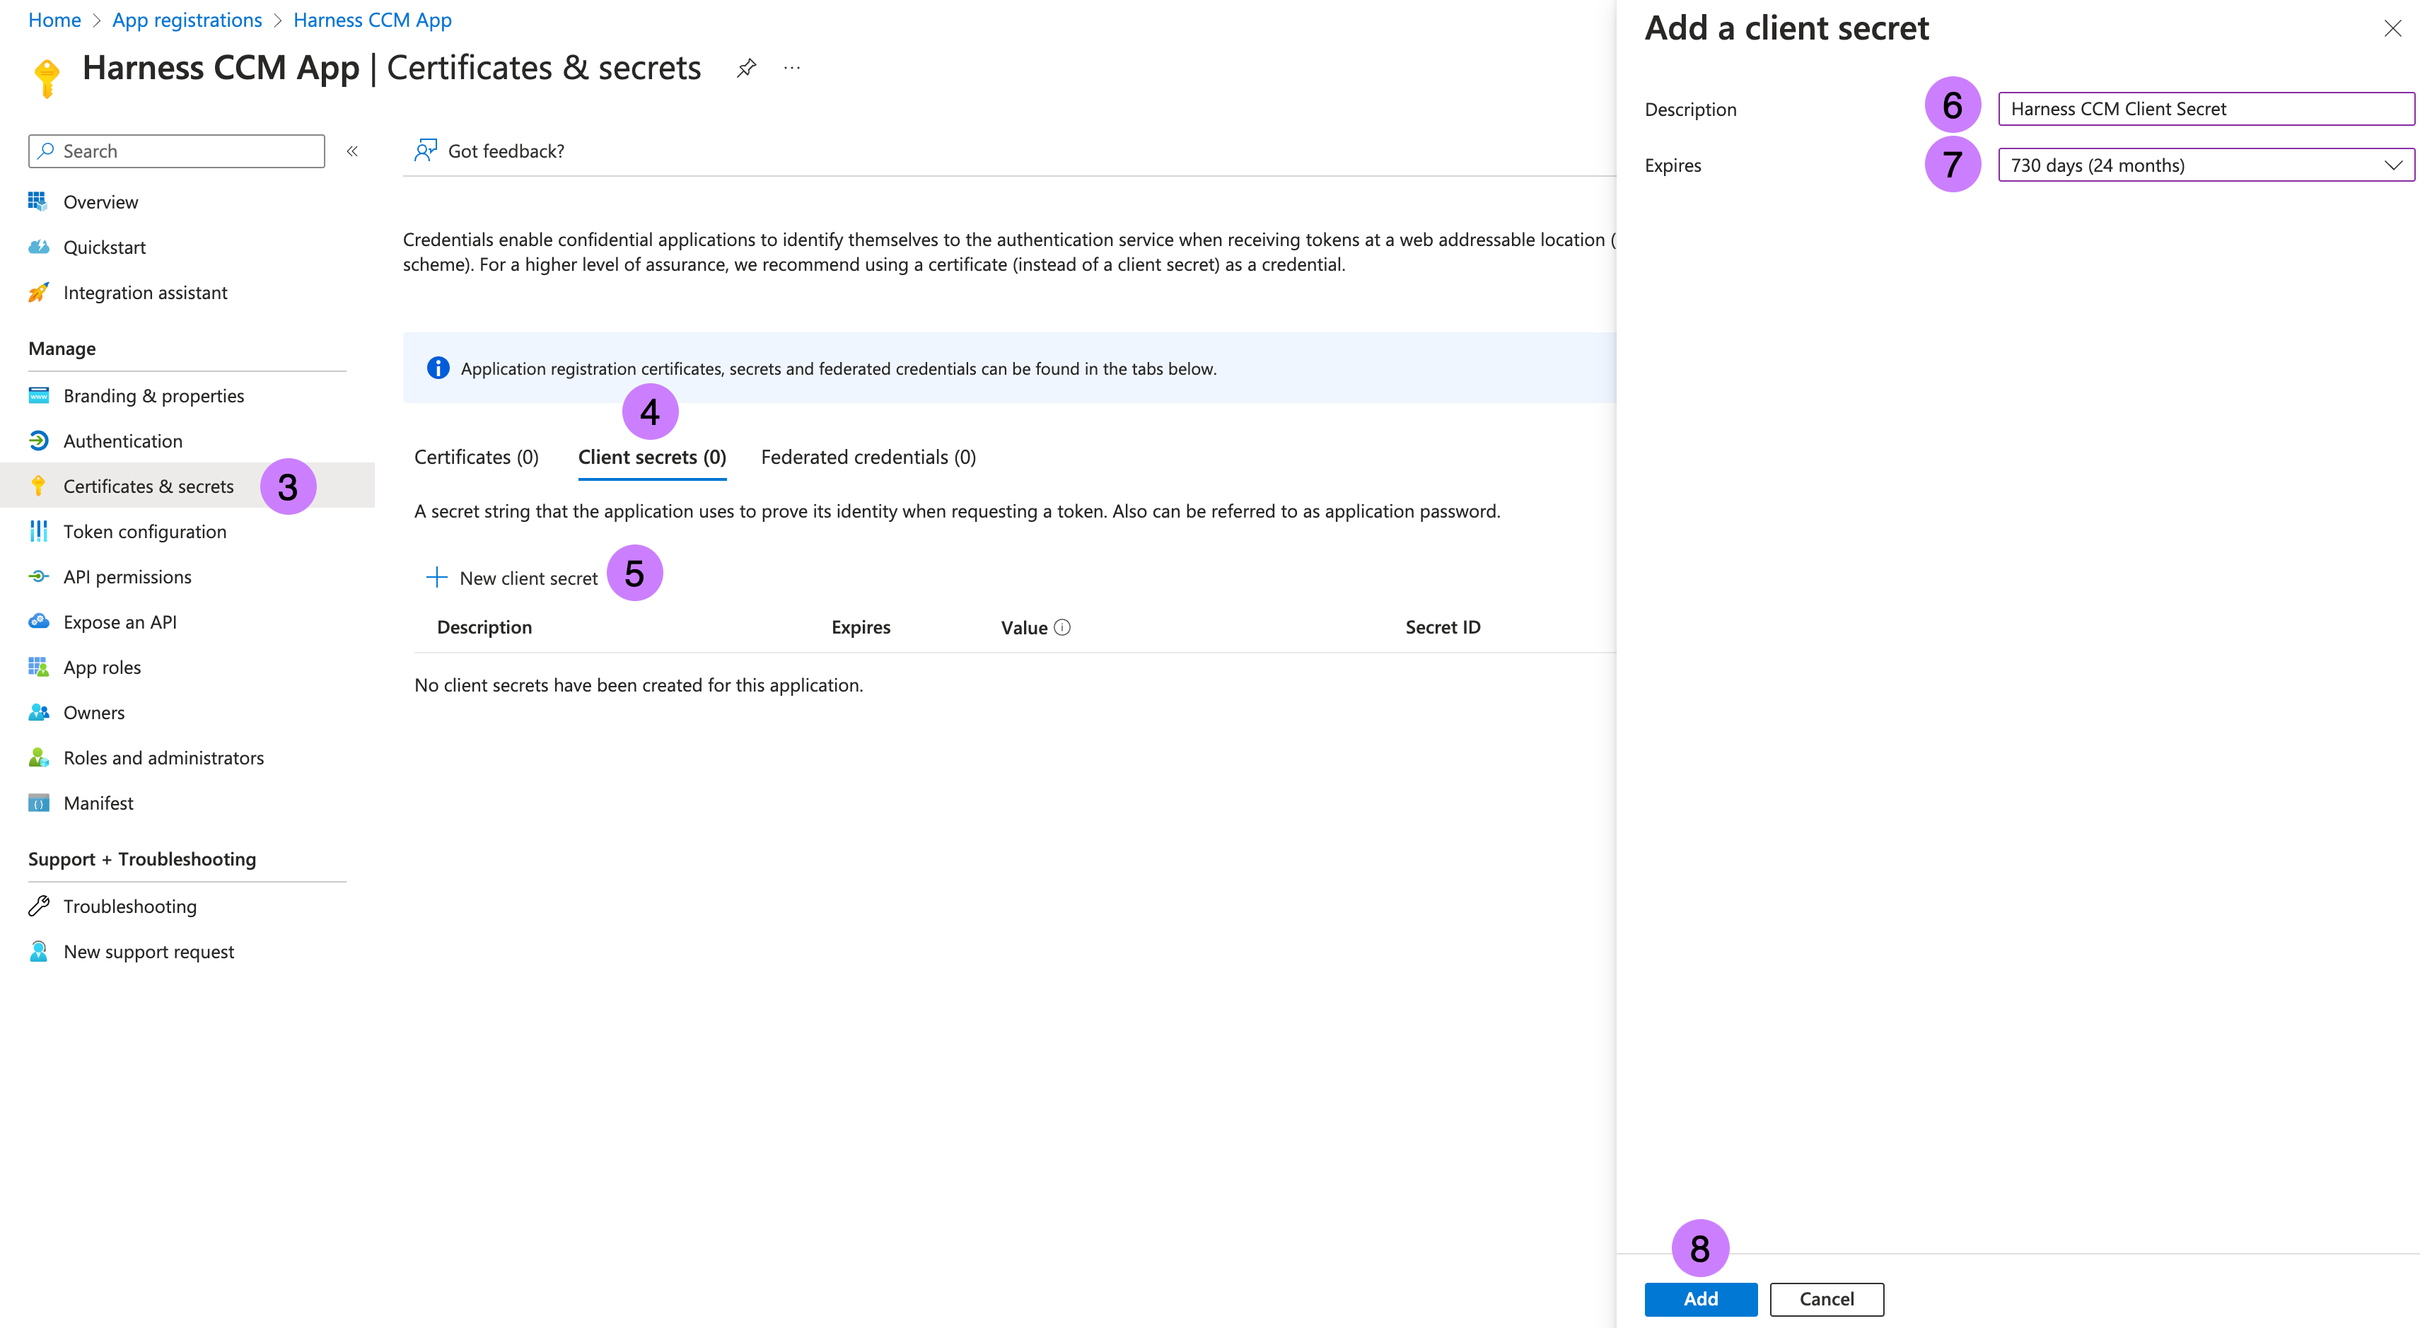 Home > App registrations > Harness CCM App
Harness CCM App | Certificates & secrets
Search
Overview
Quickstart
Integration assistant
Manage
Branding & properties
Authentication
Certificates & secrets 3
Token configuration
API permissions
Expose an API
App roles
Owners
Roles and administrators
Manifest
Support + Troubleshooting
Troubleshooting
New support request
Got feedback?
Credentials enable confidential applications to identify themselves to the authentication service when receiving tokens at a web addressable location (
scheme). For a higher level of assurance, we recommend using a certificate (instead of a client secret) as a credential.
Application registration certificates, secrets and federated credentials can be found in the tabs below.
4
Certificates (0) Client secrets (0) Federated credentials (0)
A secret string that the application uses to prove its identity when requesting a token. Also can be referred to as application password.
New client secret 5
Description Expires Value Secret ID
No client secrets have been created for this application.
Add a client secret
Description 6 Harness CCM Client Secret
Expires 7 730 days (24 months)
8
Add Cancel